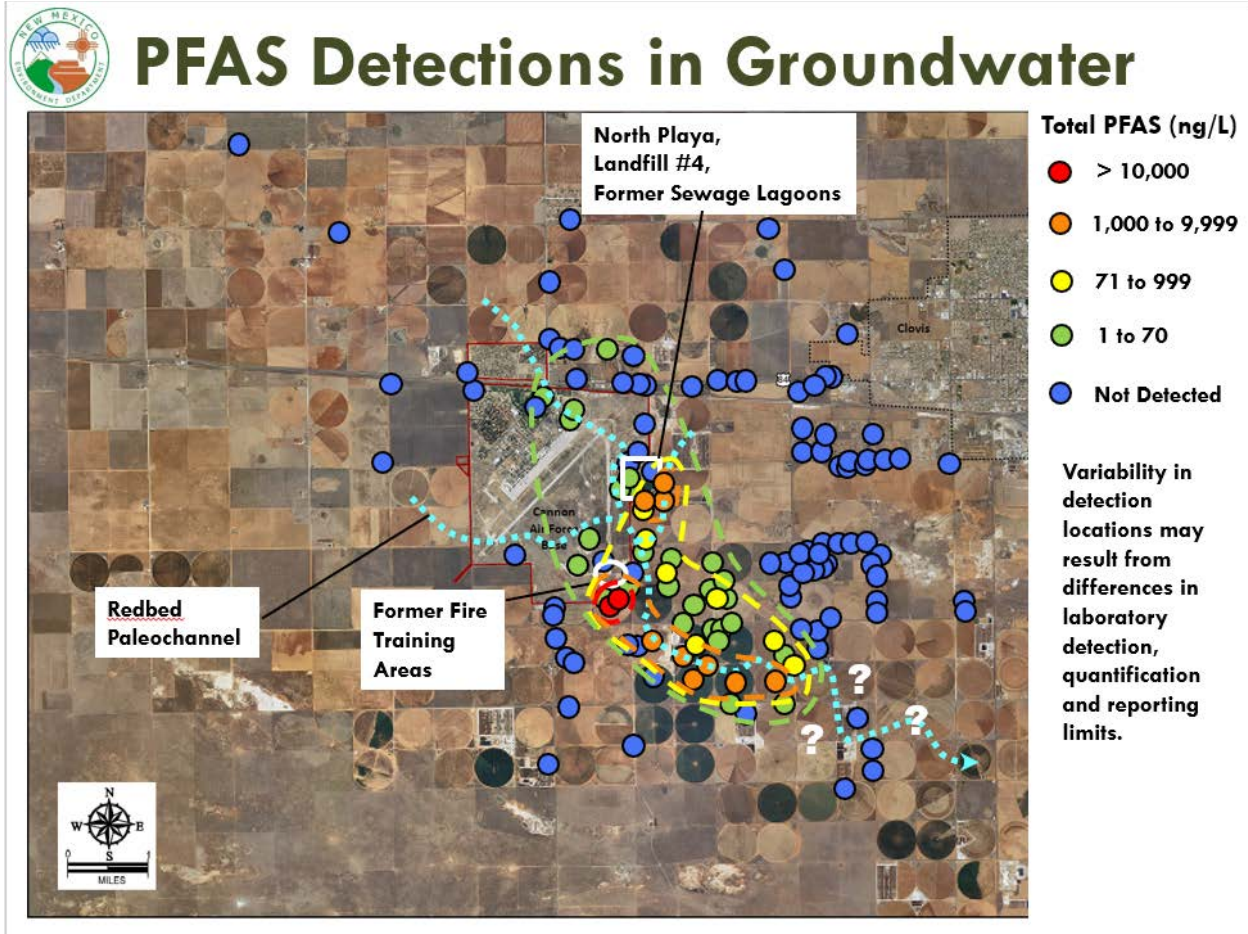 NEW MEXICO
ENVIRONMENT DEPARTMENT
PFAS Detections in Groundwater
North Playa,
Landfill #4,
Former Sewage Lagoons
Total PFAS (ng/L)
> 10,000
1,000 to 9,999
71 to 999
1 to 70
Not Detected
Clovis
Cannon
Air Force
Base
Redbed
Paleochannel
Former Fire
Training
Areas
?
?
?
Variability in
detection
locations may
result from
differences in
laboratory
detection,
quantification
and reporting
limits.
N
W
E
S
0
1
MILES